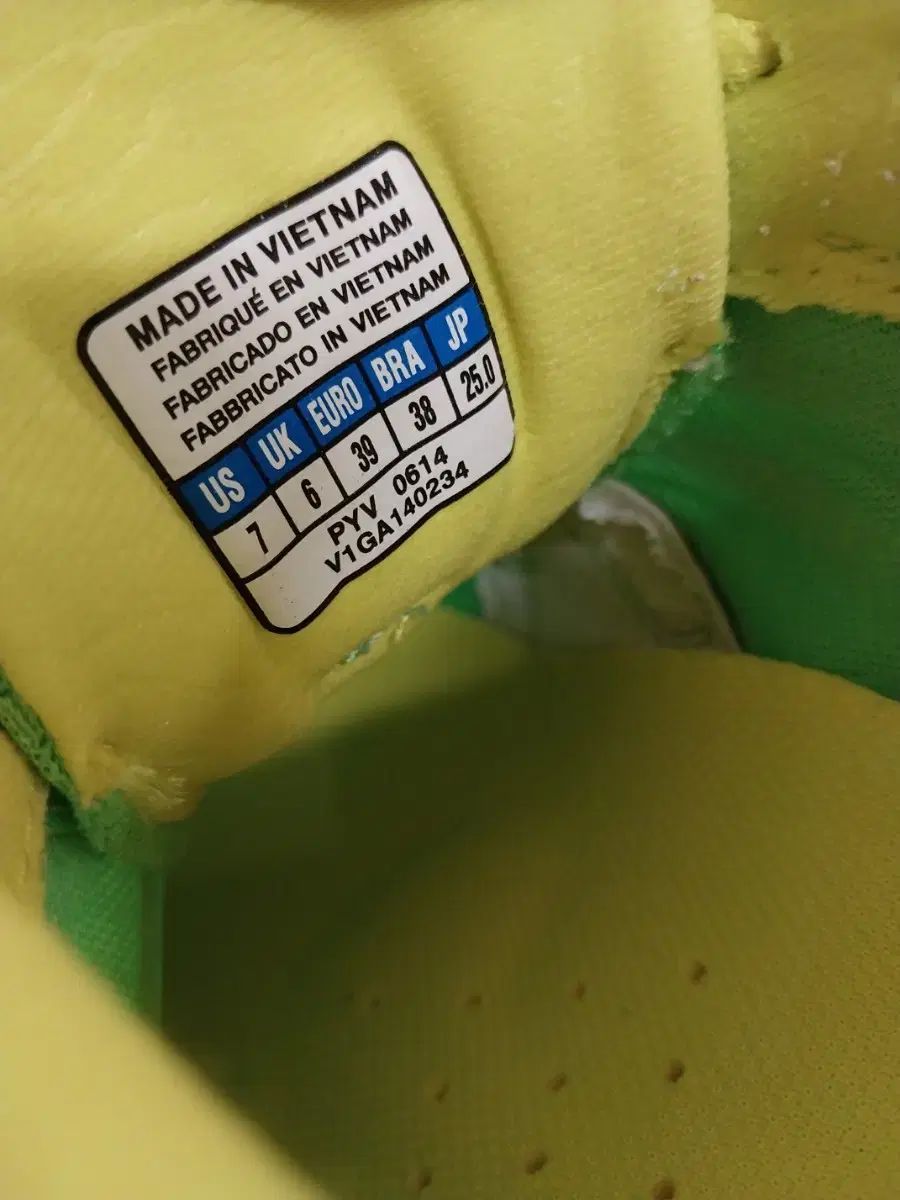 MADE IN VIETNAM
FABRIQUÉ EN VIETNAM
FABRICADO EN VIETNAM
FABBRICATO IN VIETNAM
US UK EURO BRA JP
7 6 39 38 25.0
PYV 0614
V1GA140234